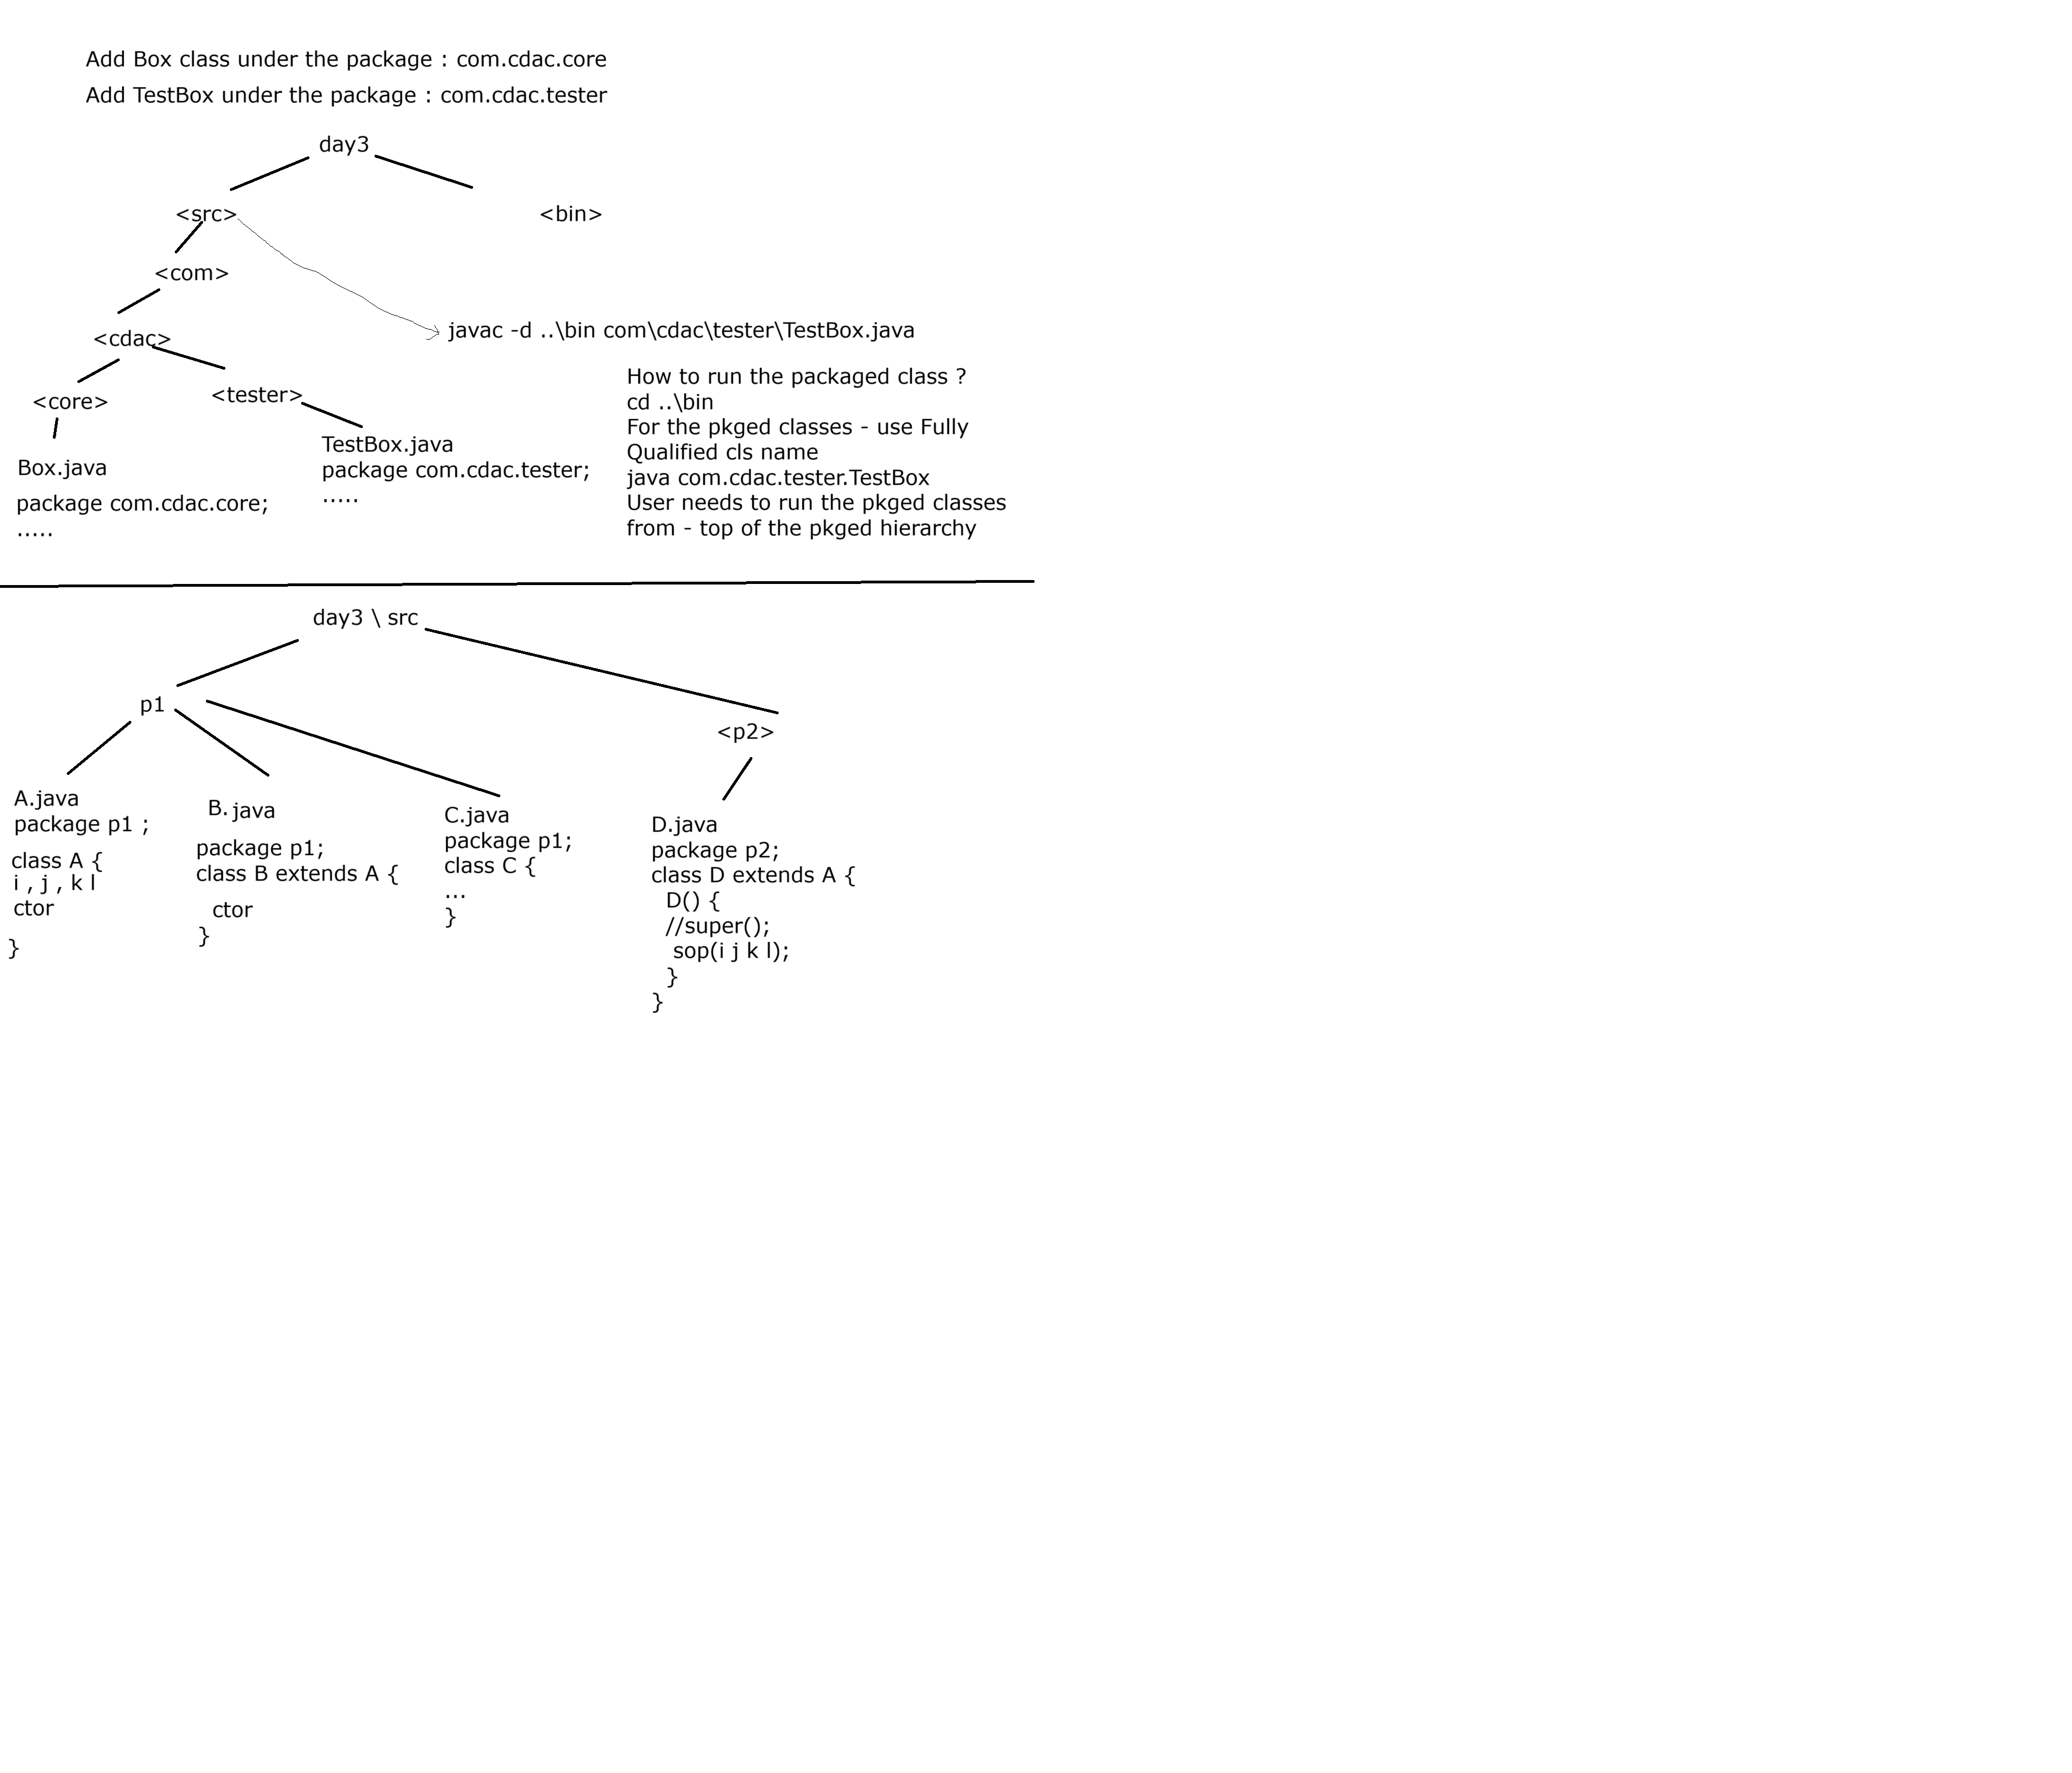 Add Box class under the package : com.cdac.core
Add TestBox under the package : com.cdac.tester
day3
<src>
<bin>
<com>
<cdac>
javac -d ..\bin com\cdac\tester\TestBox.java
<core>
<tester>
Box.java
package com.cdac.core;
.....
TestBox.java
package com.cdac.tester;
.....
How to run the packaged class ?
cd ..\bin
For the pkged classes - use Fully
Qualified cls name
java com.cdac.tester.TestBox
User needs to run the pkged classes
from - top of the pkged hierarchy
day3 \ src
p1
<p2>
A.java
package p1 ;
class A {
i , j , k l
ctor
}
B. java
package p1;
class B extends A {
ctor
}
C.java
package p1;
class C {
...
}
D.java
package p2;
class D extends A {
D() {
//super();
sop(i j k l);
}
}